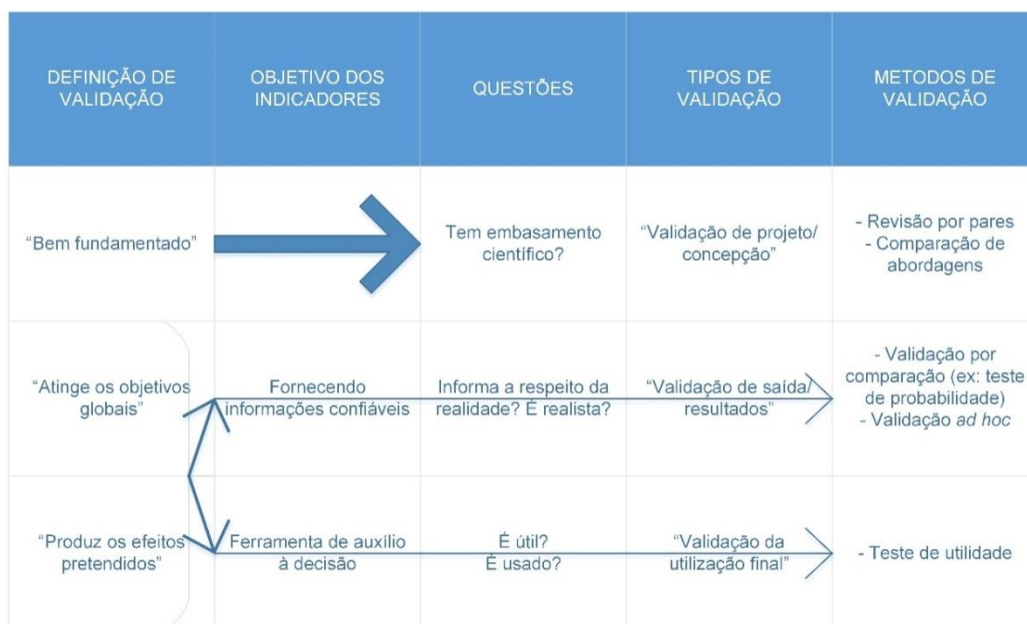 DEFINIÇÃO DE
VALIDAÇÃO
OBJETIVO DOS
INDICADORES
QUESTÕES
TIPOS DE
VALIDAÇÃO
METODOS DE
VALIDAÇÃO
“Bem fundamentado”
Tem embasamento
científico?
“Validação de projeto/
concepção”
- Revisão por pares
- Comparação de
abordagens
“Atinge os objetivos
globais”
Fornecendo
informações confiáveis
Informa a respeito da
realidade? É realista?
“Validação de saída/
resultados”
- Validação por
comparação (ex: teste
de probabilidade)
- Validação ad hoc
“Produz os efeitos
pretendidos”
Ferramenta de auxilio
à decisão
É útil?
É usado?
“Validação da
utilização final”
- Teste de utilidade